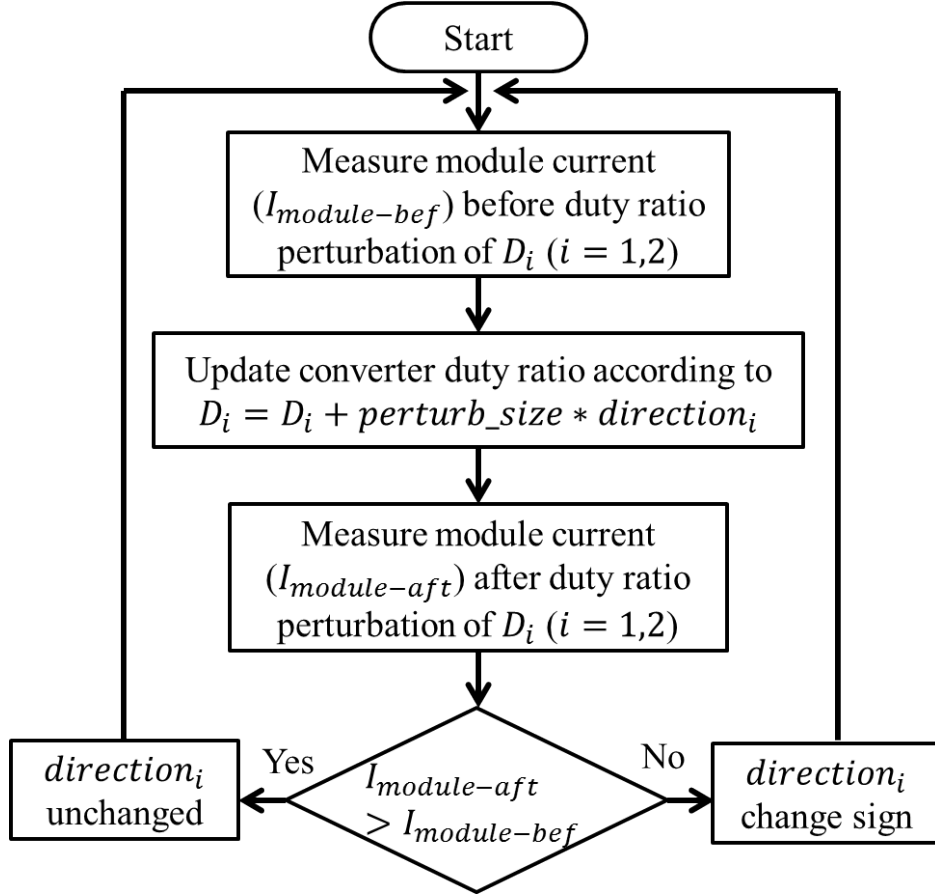 Start
Measure module current
(I_{module-bef}) before duty ratio
perturbation of D_i (i = 1,2)
Update converter duty ratio according to
D_i = D_i + perturb_size * direction_i
Measure module current
(I_{module-aft}) after duty ratio
perturbation of D_i (i = 1,2)
I_{module-aft}
> I_{module-bef}
Yes
direction_i
unchanged
No
direction_i
change sign